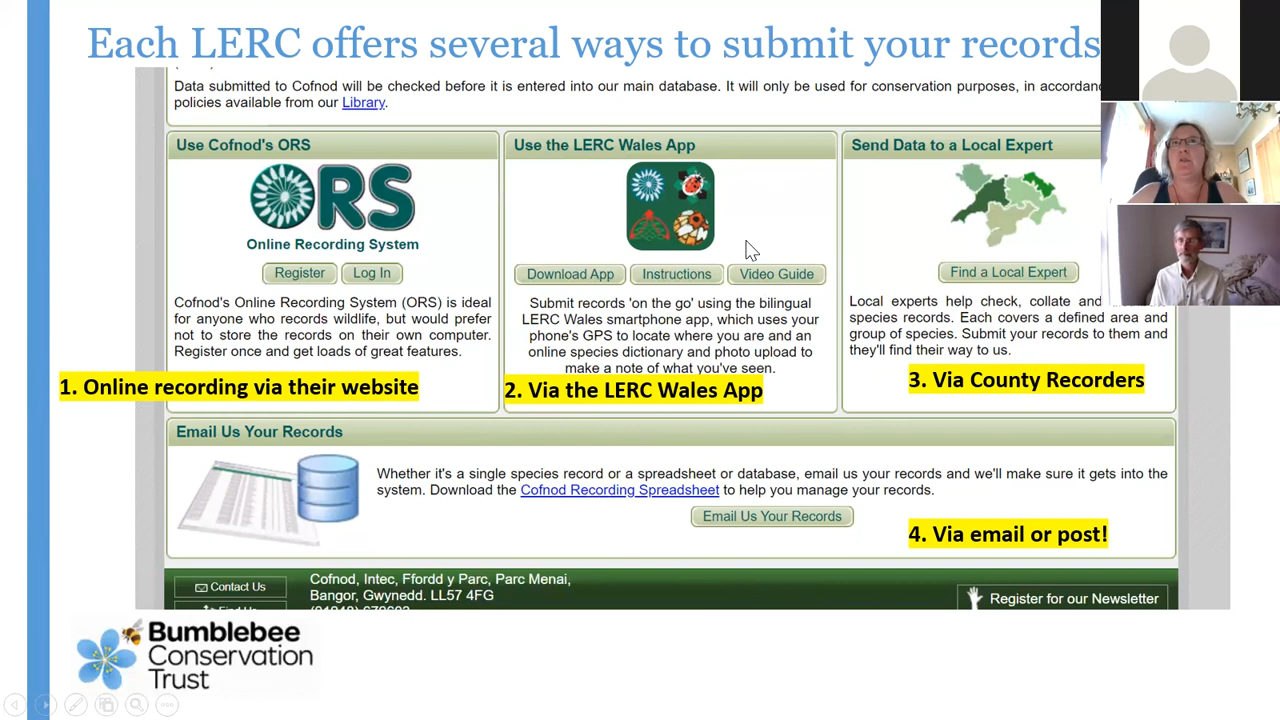 Each LERC offers several ways to submit your records
Data submitted to Cofnod will be checked before it is entered into our main database. It will only be used for conservation purposes, in accordanc
policies available from our Library.
Use Cofnod's ORS
ORS
Online Recording System
Register
Log In
Cofnod's Online Recording System (ORS) is ideal
for anyone who records wildlife, but would prefer
not to store the records on their own computer.
Register once and get loads of great features.
1. Online recording via their website
Use the LERC Wales App
Download App
Instructions
Video Guide
Submit records 'on the go' using the bilingual
LERC Wales smartphone app, which uses your
phone's GPS to locate where you are and an
online species dictionary and photo upload to
make a note of what you've seen.
2. Via the LERC Wales App
Send Data to a Local Expert
Find a Local Expert
Local experts help check, collate and
species records. Each covers a defined area and
group of species. Submit your records to them and
they'll find their way to us.
3. Via County Recorders
Email Us Your Records
Whether it's a single species record or a spreadsheet or database, email us your records and we'll make sure it gets into the
system. Download the Cofnod Recording Spreadsheet to help you manage your records.
Email Us Your Records
4. Via email or post!
Contact Us
Cofnod, Intec, Ffordd y Parc, Parc Menai,
Bangor, Gwynedd. LL57 4FG
Register for our Newsletter
Bumblebee
Conservation
Trust